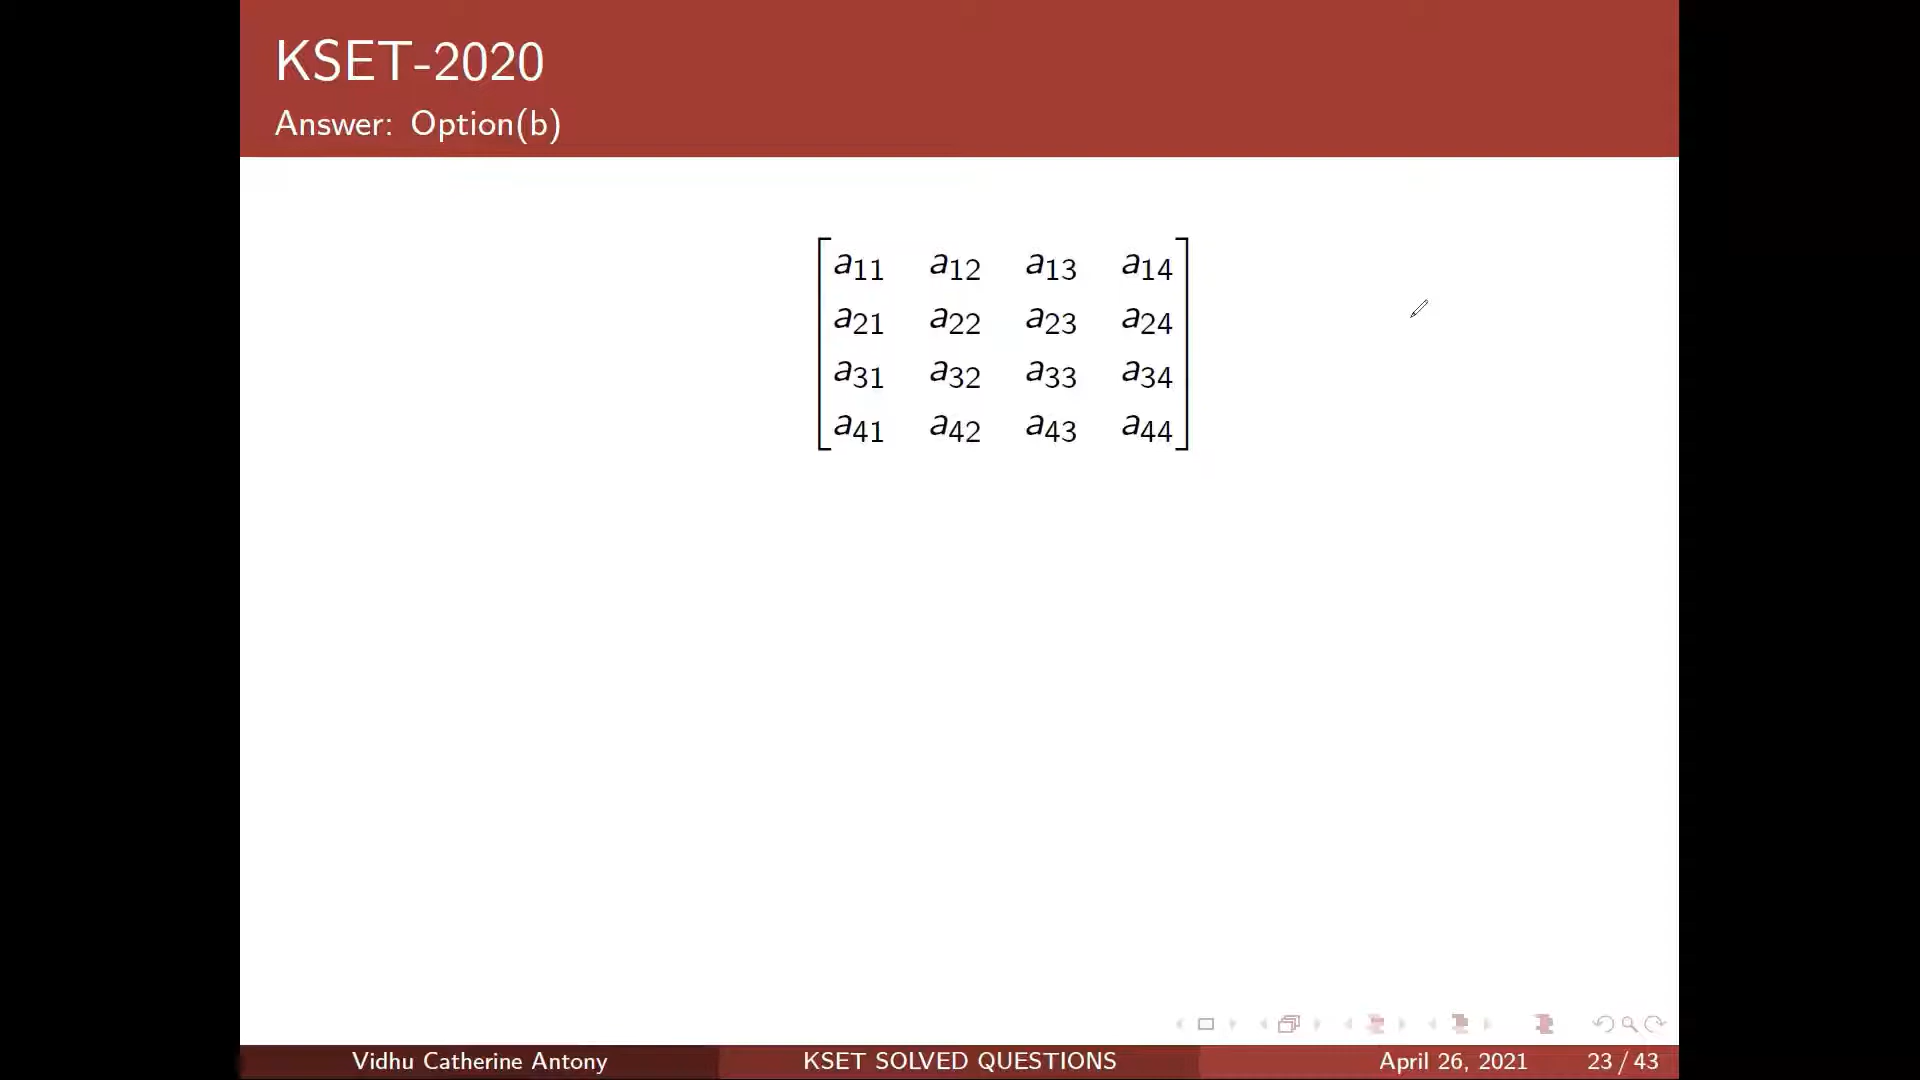 KSET-2020
Answer: Option(b)
a11 a12 a13 a14
a21 a22 a23 a24
a31 a32 a33 a34
a41 a42 a43 a44
Vidhu Catherine Antony KSET SOLVED QUESTIONS April 26, 2021 23 / 43